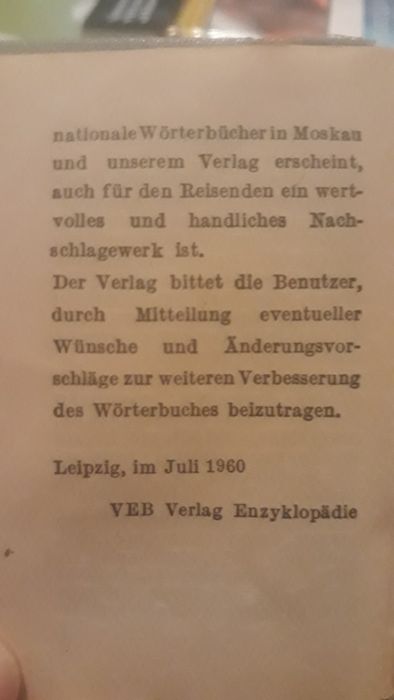 nationale Wörterbücher in Moskau
und unserem Verlag erscheint,
auch für den Reisenden ein wert-
volles und handliches Nach-
schlagewerk ist.
Der Verlag bittet die Benutzer,
durch Mitteilung eventueller
Wünsche und Änderungsvor-
schläge zur weiteren Verbesserung
des Wörterbuches beizutragen.
Leipzig, im Juli 1960
VEB Verlag Enzyklopädie